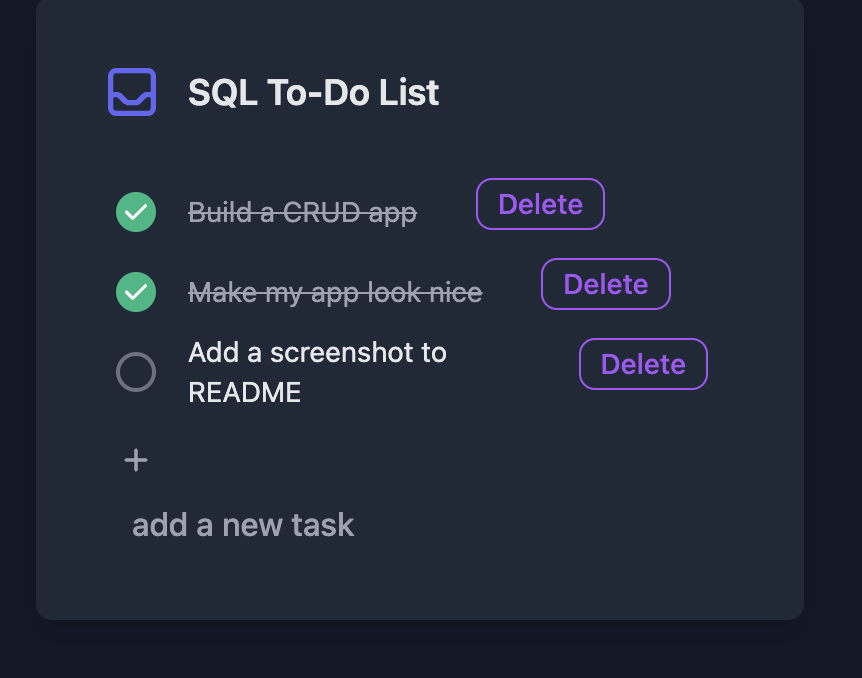 SQL To-Do List
Build a CRUD app
Delete
Make my app look nice
Delete
Add a screenshot to
README
Delete
+
add a new task